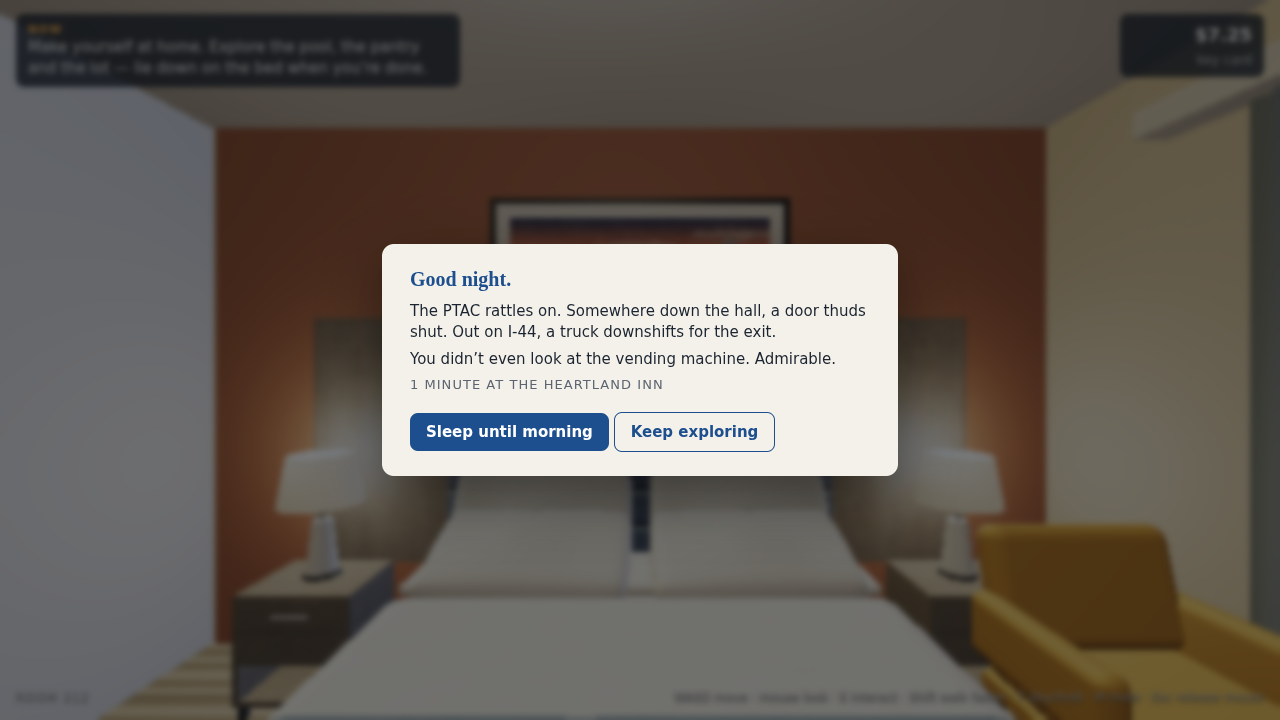 NOW
Make yourself at home. Explore the pool, the pantry
and the lot — lie down on the bed when you're done.
$7.25
key card
Good night.
The PTAC rattles on. Somewhere down the hall, a door thuds
shut. Out on I-44, a truck downshifts for the exit.
You didn’t even look at the vending machine. Admirable.
1 MINUTE AT THE HEARTLAND INN
Sleep until morning
Keep exploring